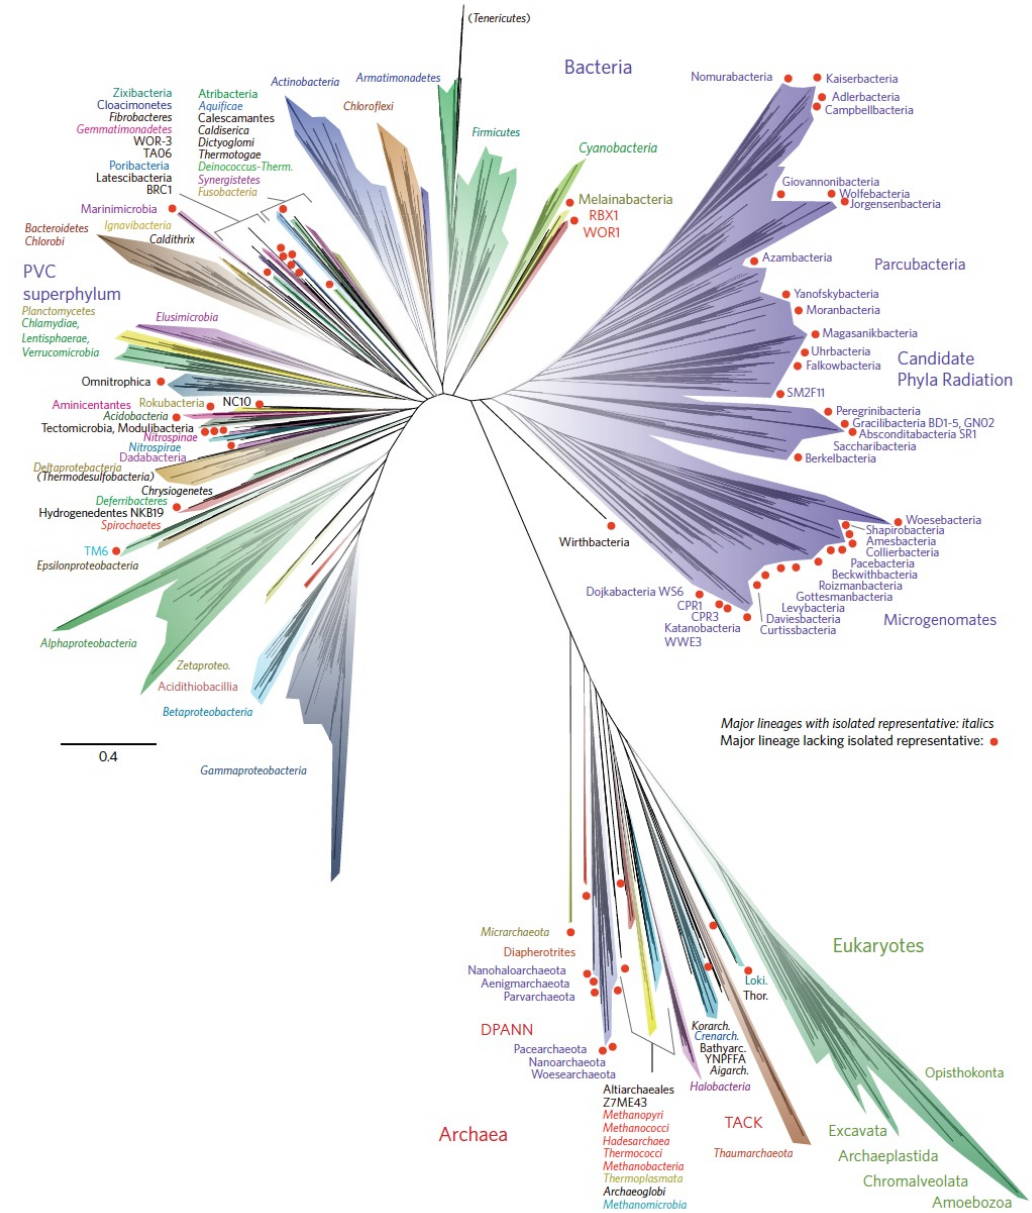 (Tenericutes)
Bacteria
Actinobacteria
Armatimonadetes
Chloroflexi
Firmicutes
Cyanobacteria
Melainabacteria
RBX1
WOR1
Zixibacteria
Cloacimonetes
Fibrobacteres
Gemmatimonadetes
WOR-3
TA06
Poribacteria
Latescibacteria
BRC1
Atribacteria
Aquificae
Calescamantes
Caldiserica
Dictyoglomi
Thermotogae
Deinococcus-Therm.
Synergistetes
Fusobacteria
Marinimicrobia
Ignavibacteria
Bacteroidetes
Chlorobi
Caldithrix
PVC
superphylum
Planctomycetes
Chlamydiae,
Lentisphaerae,
Verrucomicrobia
Elusimicrobia
Omnitrophica
Aminicentantes
Rokubacteria
NC10
Acidobacteria
Tectomicrobia, Modulibacteria
Nitrospinae
Nitrospirae
Dadabacteria
Deltaprotebacteria
(Thermodesulfobacteria)
Chrysiogenetes
Deferribacteres
Hydrogenedentes NKB19
Spirochaetes
TM6
Epsilonproteobacteria
Alphaproteobacteria
Zetaproteo.
Acidithiobacillia
Betaproteobacteria
Gammaproteobacteria
0.4
Nomurabacteria
Kaiserbacteria
Adlerbacteria
Campbellbacteria
Giovannonibacteria
Wolfebacteria
Jorgensenbacteria
Azambacteria
Parcubacteria
Yanofskybacteria
Moranbacteria
Magasanikbacteria
Uhrbacteria
Falkowbacteria
Candidate
Phyla Radiation
SM2F11
Peregrinibacteria
Gracilibacteria BD1-5, GN02
Absconditabacteria SR1
Saccharibacteria
Berkelbacteria
Woesebacteria
Shapirobacteria
Amesbacteria
Collierbacteria
Pacebacteria
Beckwithbacteria
Roizmanbacteria
Gottesmanbacteria
Levybacteria
Daviesbacteria
Curtissbacteria
Microgenomates
Wirthbacteria
Dojkabacteria WS6
CPR1
CPR3
Katanobacteria
WWE3
Major lineages with isolated representative: italics
Major lineage lacking isolated representative:
Micrarchaeota
Diapherotrites
Nanohaloarchaeota
Aenigmarchaeota
Parvarchaeota
DPANN
Pacearchaeota
Nanoarchaeota
Woesearchaeota
Archaea
Altiarchaeales
Z7ME43
Methanopyri
Methanococci
Hadesarchaea
Thermococci
Methanobacteria
Thermoplasmata
Archaeoglobi
Methanomicrobia
Halobacteria
Korarch.
Crenarch.
Bathyarc.
YNPFFA
Aigarch.
TACK
Thaumarchaeota
Loki.
Thor.
Eukaryotes
Opisthokonta
Excavata
Archaeplastida
Chromalveolata
Amoebozoa